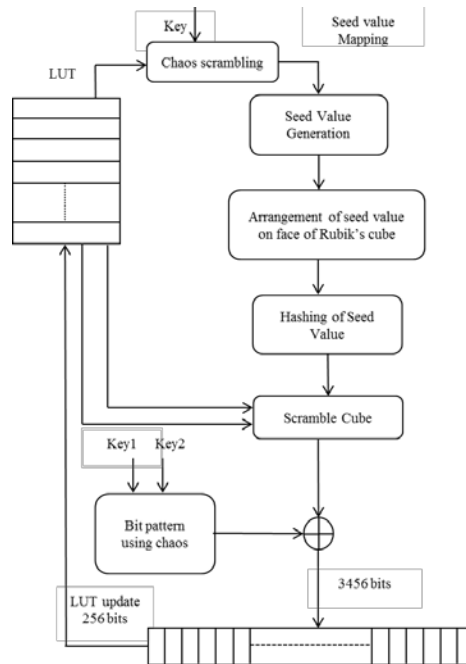 Key
Seed value
Mapping
LUT
Chaos scrambling
Seed Value
Generation
Arrangement of seed value
on face of Rubik's cube
Hashing of Seed
Value
Scramble Cube
Key1
Key2
Bit pattern
using chaos
3456 bits
LUT update
256 bits